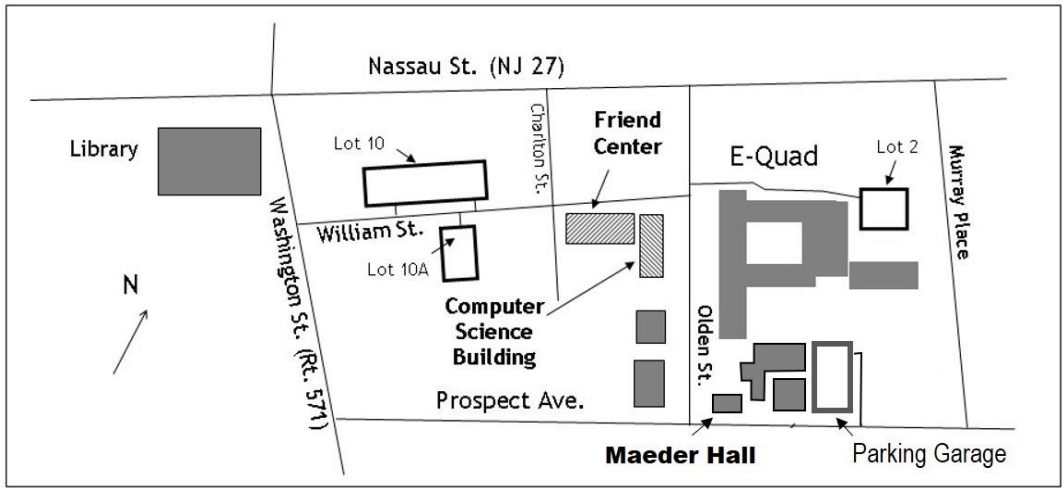 Nassau St. (NJ 27)
Library
Lot 10
Charlton St.
Friend
Center
E-Quad
Lot 2
Murray Place
Washington St. (Rt. 571)
William St.
Lot 10A
N
Computer
Science
Building
Olden St.
Prospect Ave.
Maeder Hall
Parking Garage